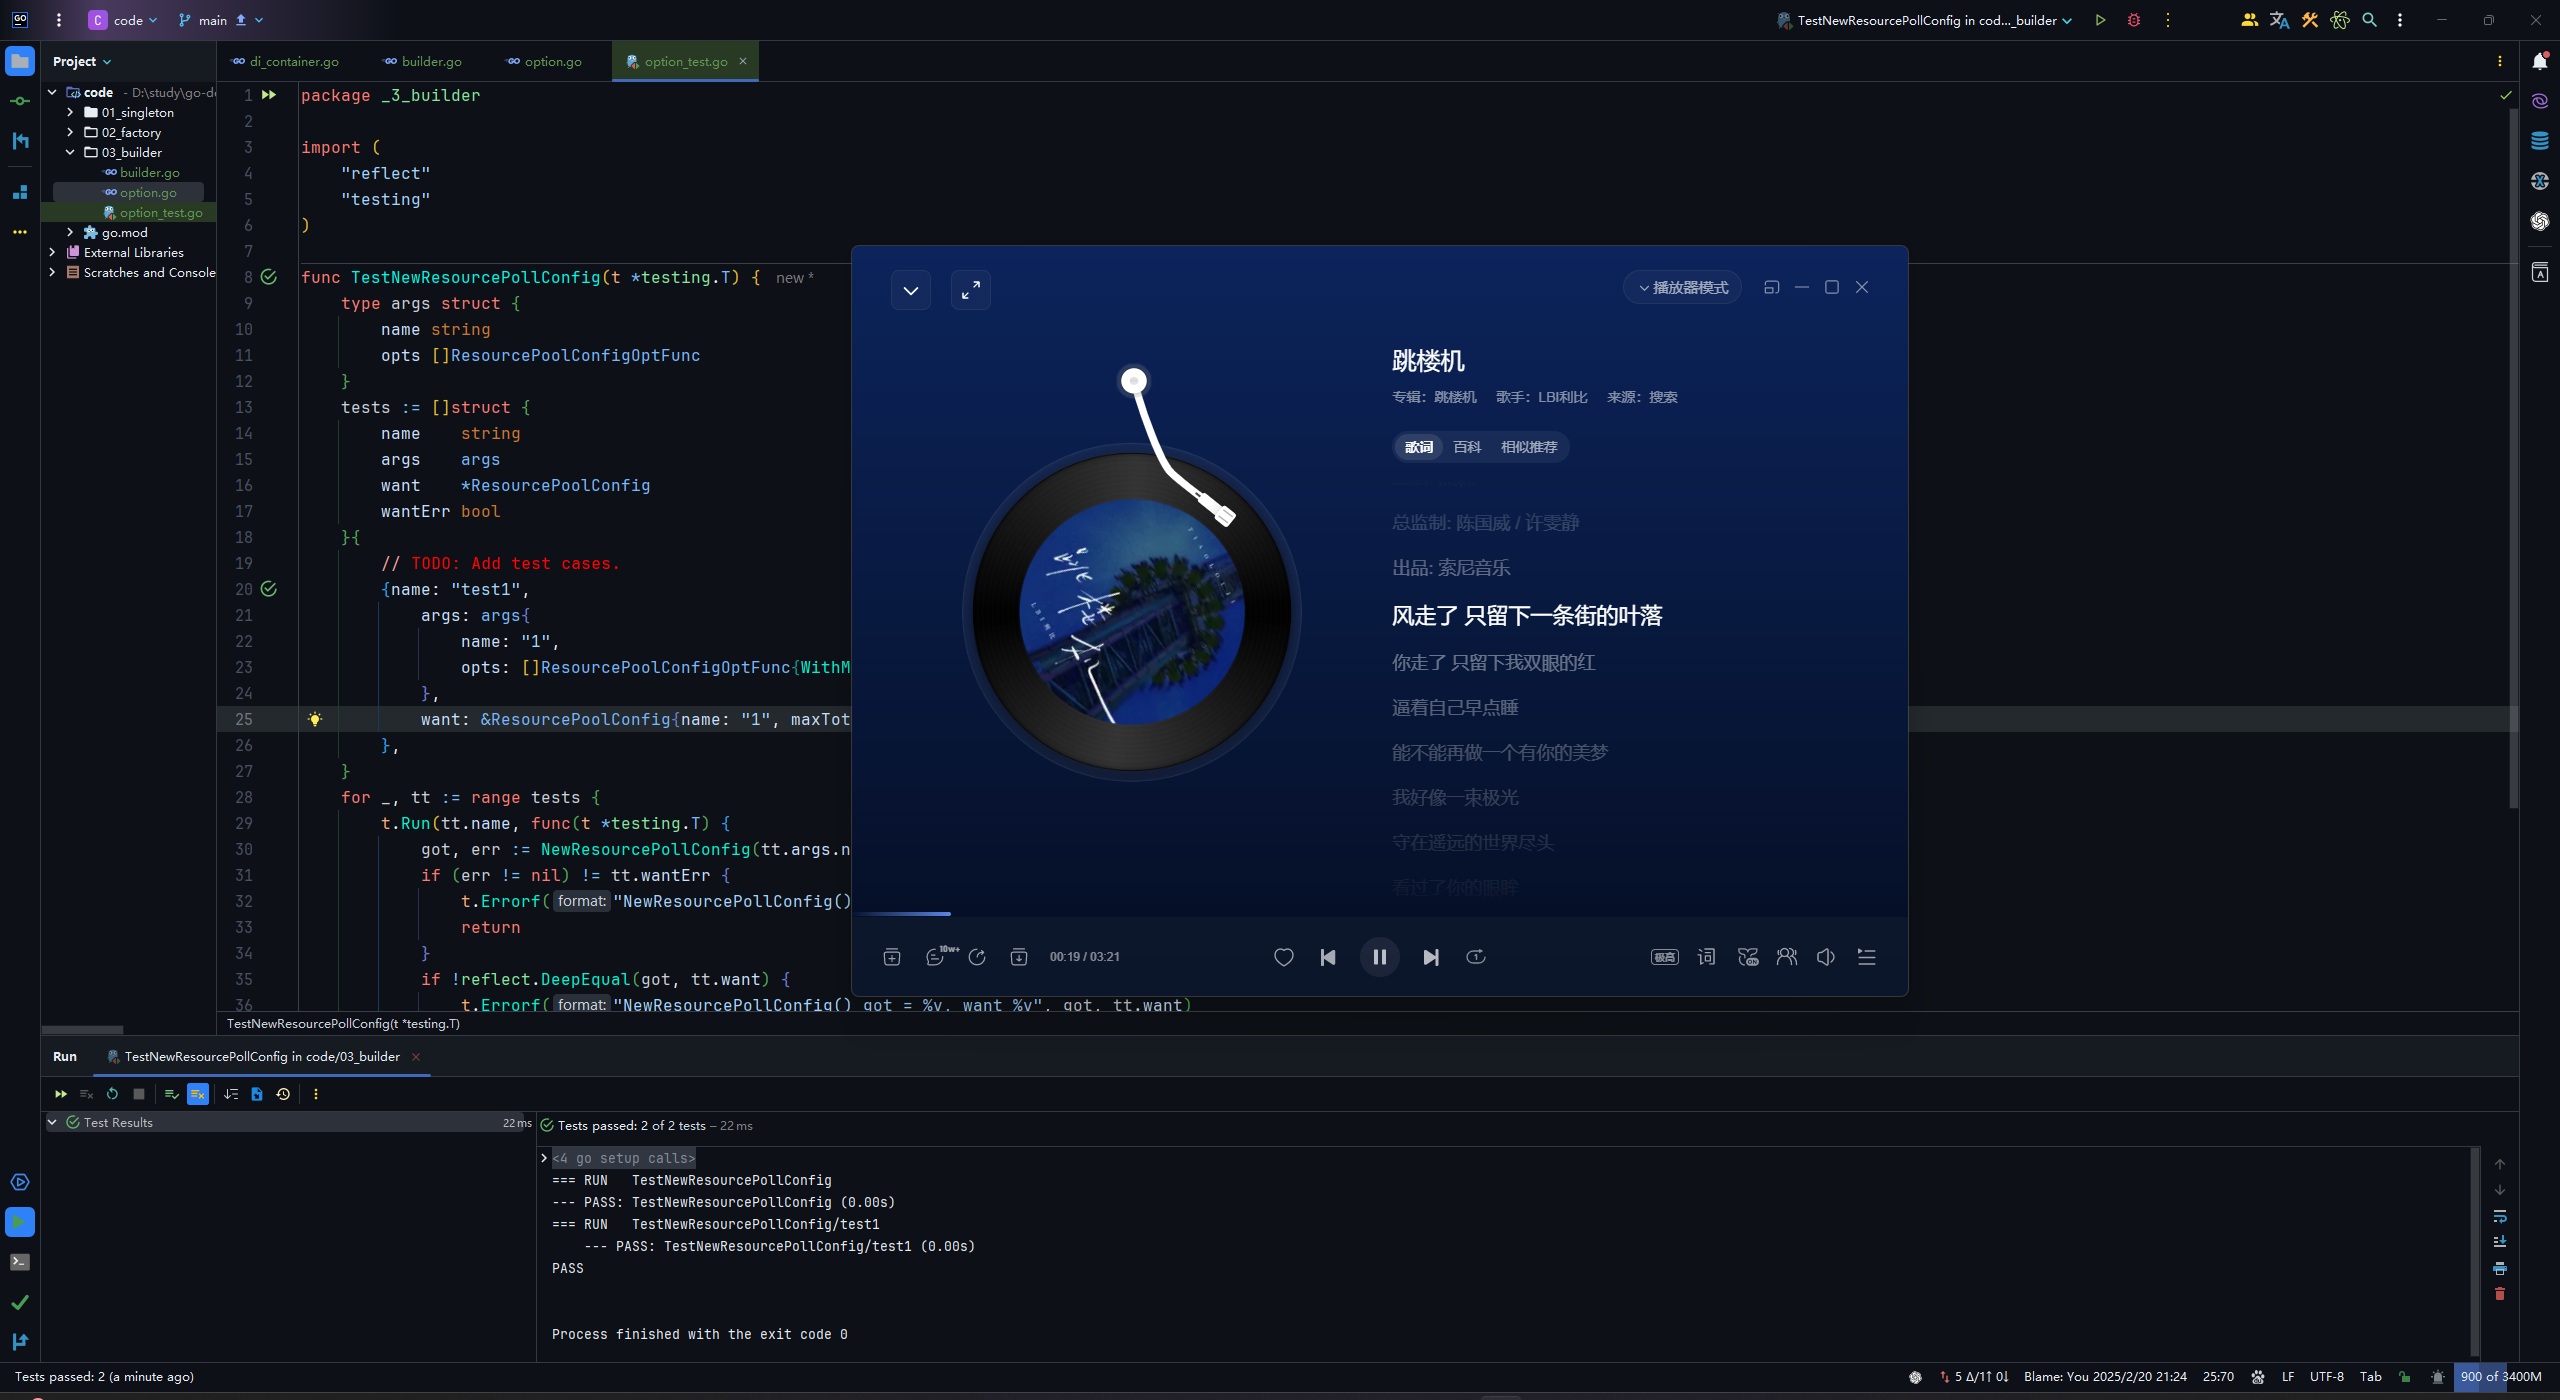 GO
C code
main
TestNewResourcePollConfig in cod..._builder
Project
di_container.go
builder.go
option.go
option_test.go
code - D:\study\go-d
01_singleton
02_factory
03_builder
builder.go
option.go
option_test.go
go.mod
External Libraries
Scratches and Console
1 package _3_builder
2
3 import (
4 "reflect"
5 "testing"
6 )
7
8 func TestNewResourcePollConfig(t *testing.T) { new *
9 type args struct {
10 name string
11 opts []ResourcePoolConfigOptFunc
12 }
13 tests := []struct {
14 name string
15 args args
16 want *ResourcePoolConfig
17 wantErr bool
18 }{
19 // TODO: Add test cases.
20 {name: "test1",
21 args: args{
22 name: "1",
23 opts: []ResourcePoolConfigOptFunc{WithM
24 },
25 want: &ResourcePoolConfig{name: "1", maxTot
26 },
27 }
28 for _, tt := range tests {
29 t.Run(tt.name, func(t *testing.T) {
30 got, err := NewResourcePollConfig(tt.args.n
31 if (err != nil) != tt.wantErr {
32 t.Errorf( format: "NewResourcePollConfig()
33 return
34 }
35 if !reflect.DeepEqual(got, tt.want) {
36 t.Errorf( format: "NewResourcePollConfig() got = %v, want %v", got, tt.want)
TestNewResourcePollConfig(t *testing.T)
播放器模式
跳楼机
专辑：跳楼机 歌手：LBI利比 来源：搜索
歌词 百科 相似推荐
总监制: 陈国威 / 许雯静
出品: 索尼音乐
风走了 只留下一条街的叶落
你走了 只留下我双眼的红
逼着自己早点睡
能不能再做一个有你的美梦
我好像一束极光
守在遥远的世界尽头
看过了你的眼眸
10w+
00:19 / 03:21
极高
词
Run
TestNewResourcePollConfig in code/03_builder
Test Results 22 ms
Tests passed: 2 of 2 tests – 22 ms
<4 go setup calls>
=== RUN TestNewResourcePollConfig
--- PASS: TestNewResourcePollConfig (0.00s)
=== RUN TestNewResourcePollConfig/test1
--- PASS: TestNewResourcePollConfig/test1 (0.00s)
PASS
Process finished with the exit code 0
Tests passed: 2 (a minute ago)
5 ∆/1↑ 0↓
Blame: You 2025/2/20 21:24
25:70
LF
UTF-8
Tab
900 of 3400M